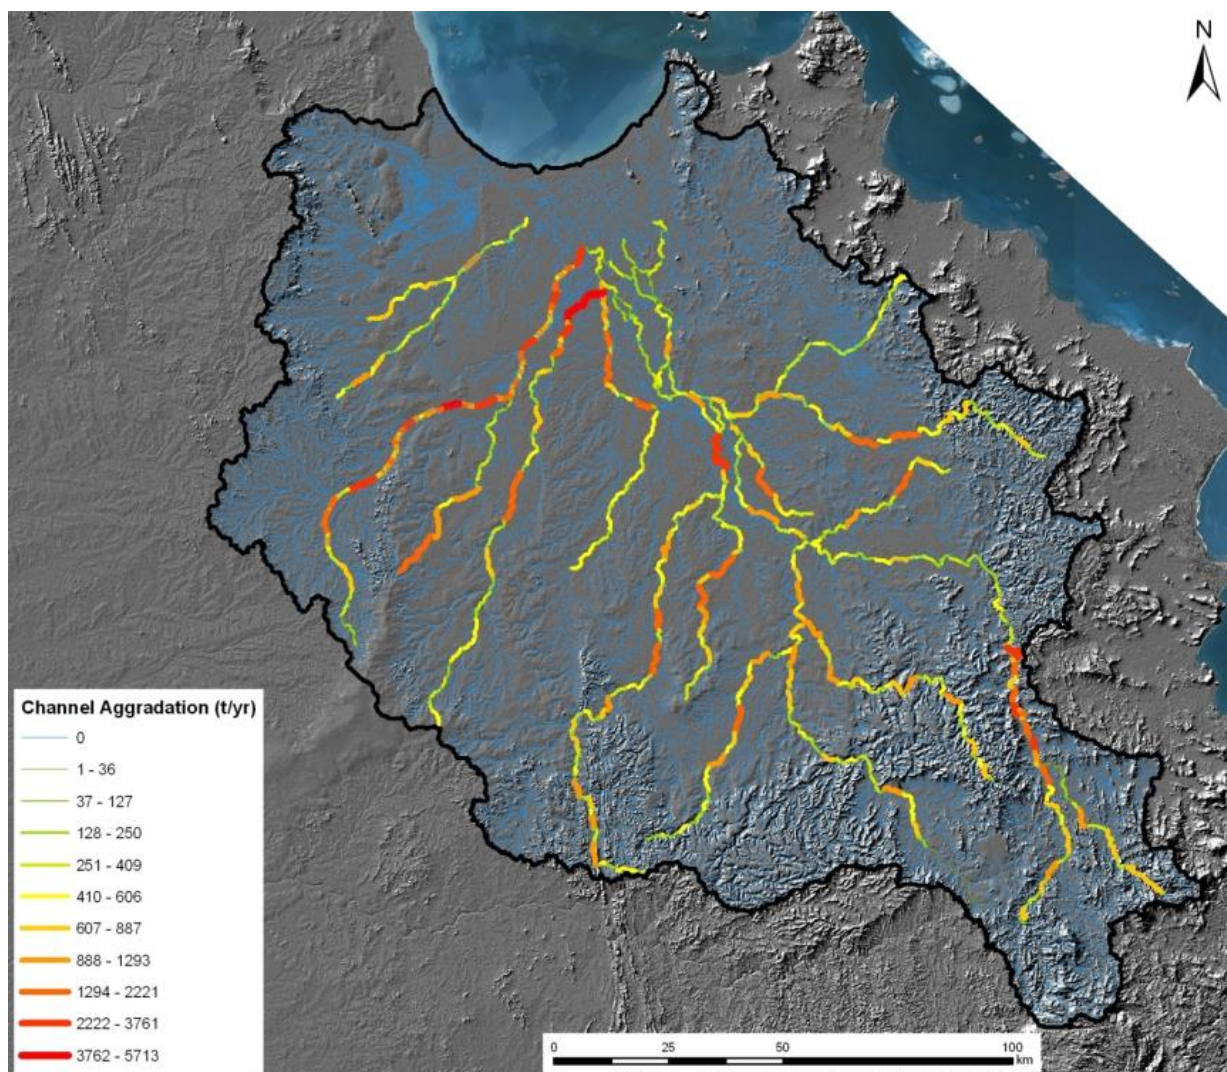 N
Channel Aggradation (t/yr)
0
1 - 36
37 - 127
128 - 250
251 - 409
410 - 606
607 - 887
888 - 1293
1294 - 2221
2222 - 3761
3762 - 5713
0 25 50 100
km